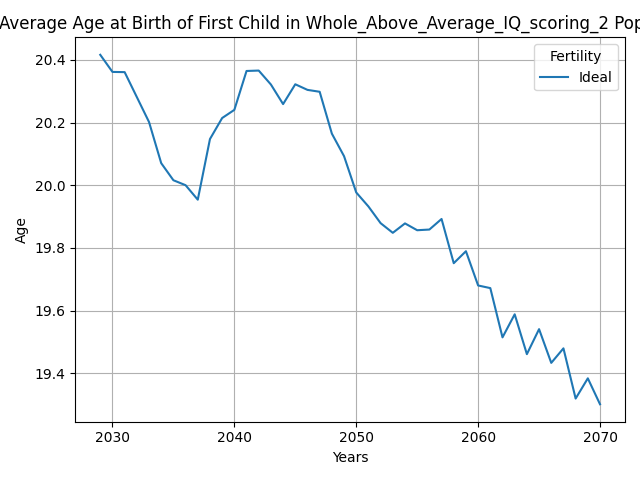 Average Age at Birth of First Child in Whole_Above_Average_IQ_scoring_2 Pop
Fertility
Ideal
20.4
20.2
20.0
19.8
19.6
19.4
Age
2030 2040 2050 2060 2070
Years